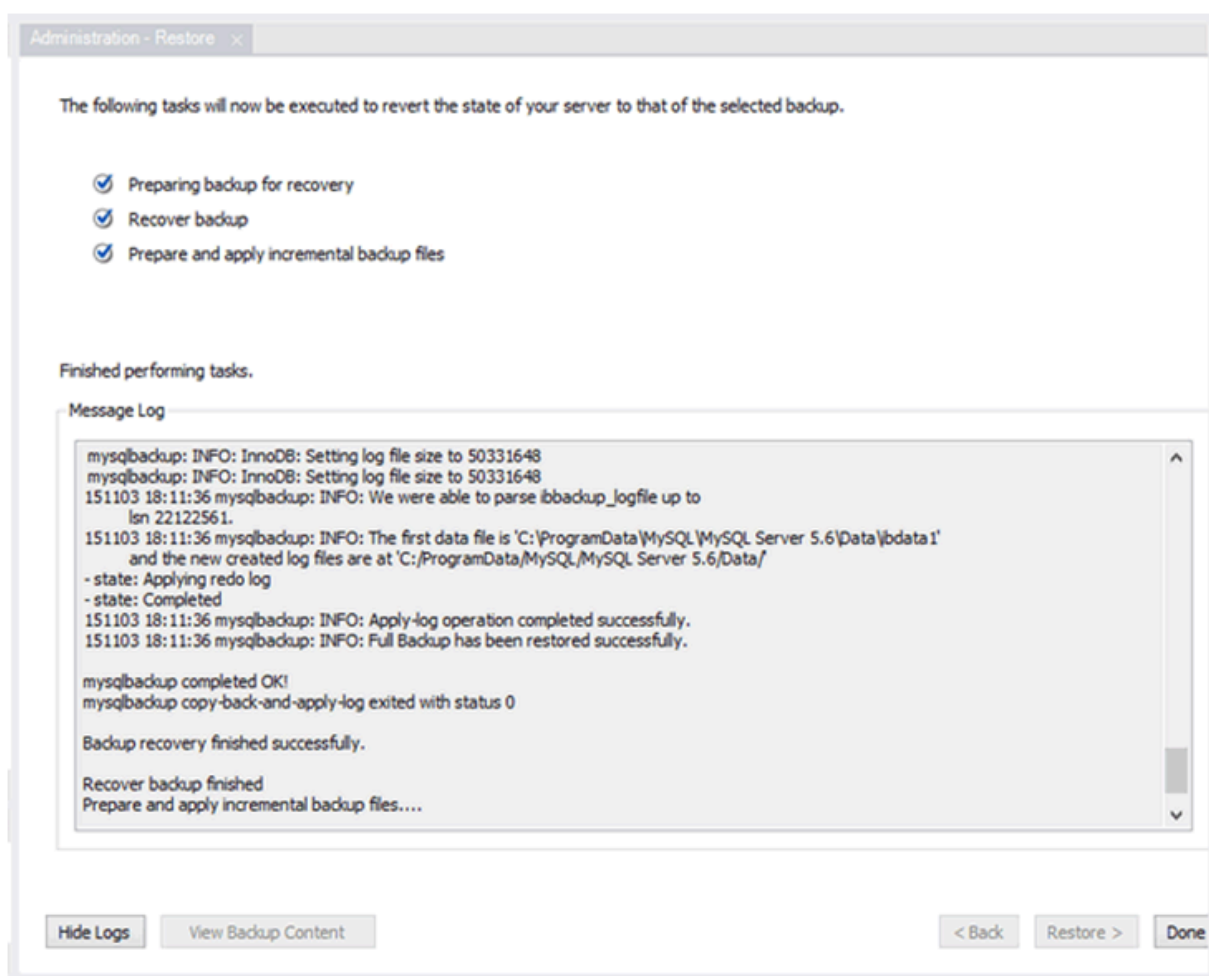 Administration - Restore ×
The following tasks will now be executed to revert the state of your server to that of the selected backup.
Preparing backup for recovery
Recover backup
Prepare and apply incremental backup files
Finished performing tasks.
Message Log
mysqlbackup: INFO: InnoDB: Setting log file size to 50331648
mysqlbackup: INFO: InnoDB: Setting log file size to 50331648
151103 18:11:36 mysqlbackup: INFO: We were able to parse ibbackup_logfile up to
lsn 22122561.
151103 18:11:36 mysqlbackup: INFO: The first data file is 'C:\ProgramData\MySQL\MySQL Server 5.6\Data\ibdata1'
and the new created log files are at 'C:/ProgramData/MySQL/MySQL Server 5.6/Data/'
- state: Applying redo log
- state: Completed
151103 18:11:36 mysqlbackup: INFO: Apply-log operation completed successfully.
151103 18:11:36 mysqlbackup: INFO: Full Backup has been restored successfully.
mysqlbackup completed OK!
mysqlbackup copy-back-and-apply-log exited with status 0
Backup recovery finished successfully.
Recover backup finished
Prepare and apply incremental backup files....
Hide Logs View Backup Content < Back Restore > Done